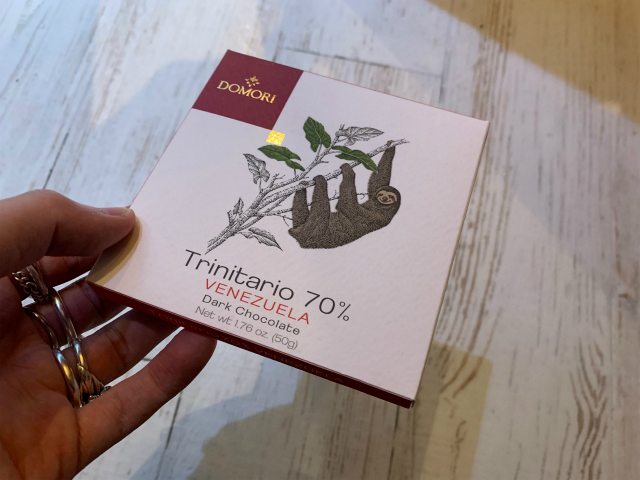 DOMORI
Trinitario 70%
VENEZUELA
Dark Chocolate
Net wt. 1.76 oz. (50g)